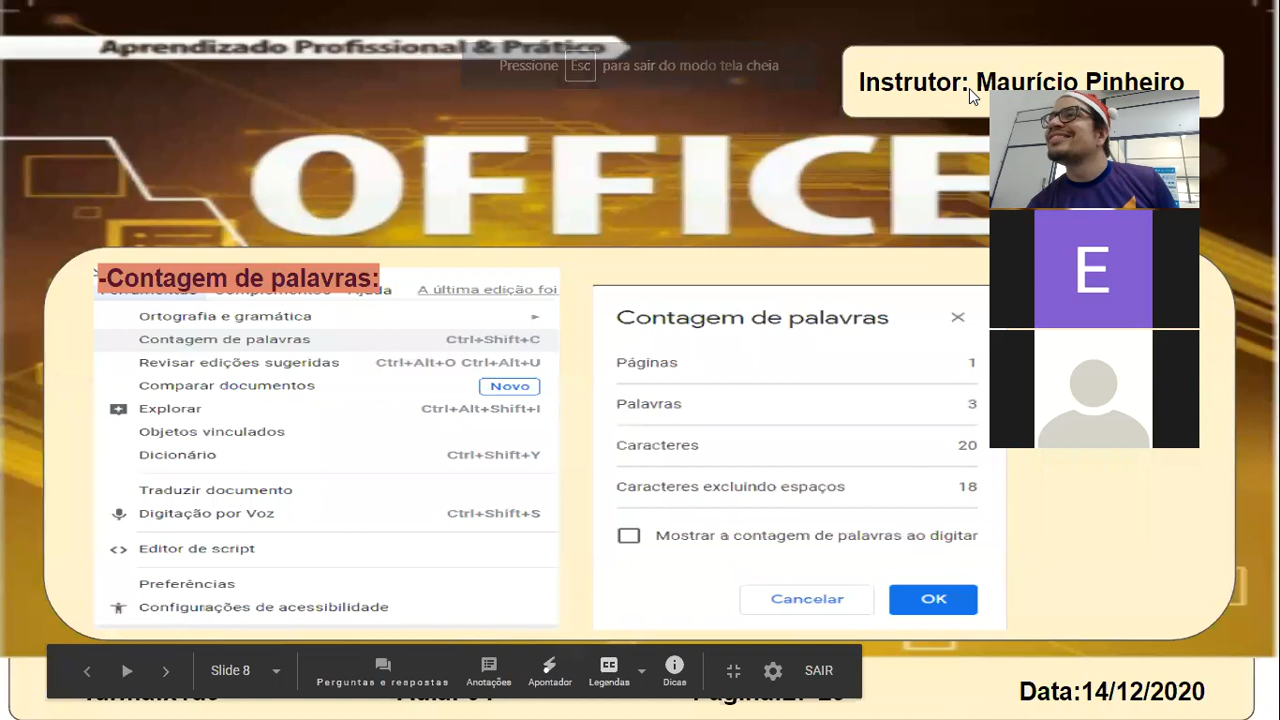 Aprendizado Profissional & Prático
Pressione Esc para sair do modo tela cheia
Instrutor: Maurício Pinheiro
OFFICE
-Contagem de palavras:
Ajuda
A última edição foi
Ortografia e gramática
Contagem de palavras Ctrl+Shift+C
Revisar edições sugeridas Ctrl+Alt+O Ctrl+Alt+U
Comparar documentos Novo
Explorar Ctrl+Alt+Shift+I
Objetos vinculados
Dicionário Ctrl+Shift+Y
Traduzir documento
Digitação por Voz Ctrl+Shift+S
Editor de script
Preferências
Configurações de acessibilidade
Contagem de palavras
Páginas 1
Palavras 3
Caracteres 20
Caracteres excluindo espaços 18
Mostrar a contagem de palavras ao digitar
Cancelar OK
E
Slide 8
Perguntas e respostas
Anotações
Apontador
CC
Legendas
Dicas
SAIR
Data:14/12/2020